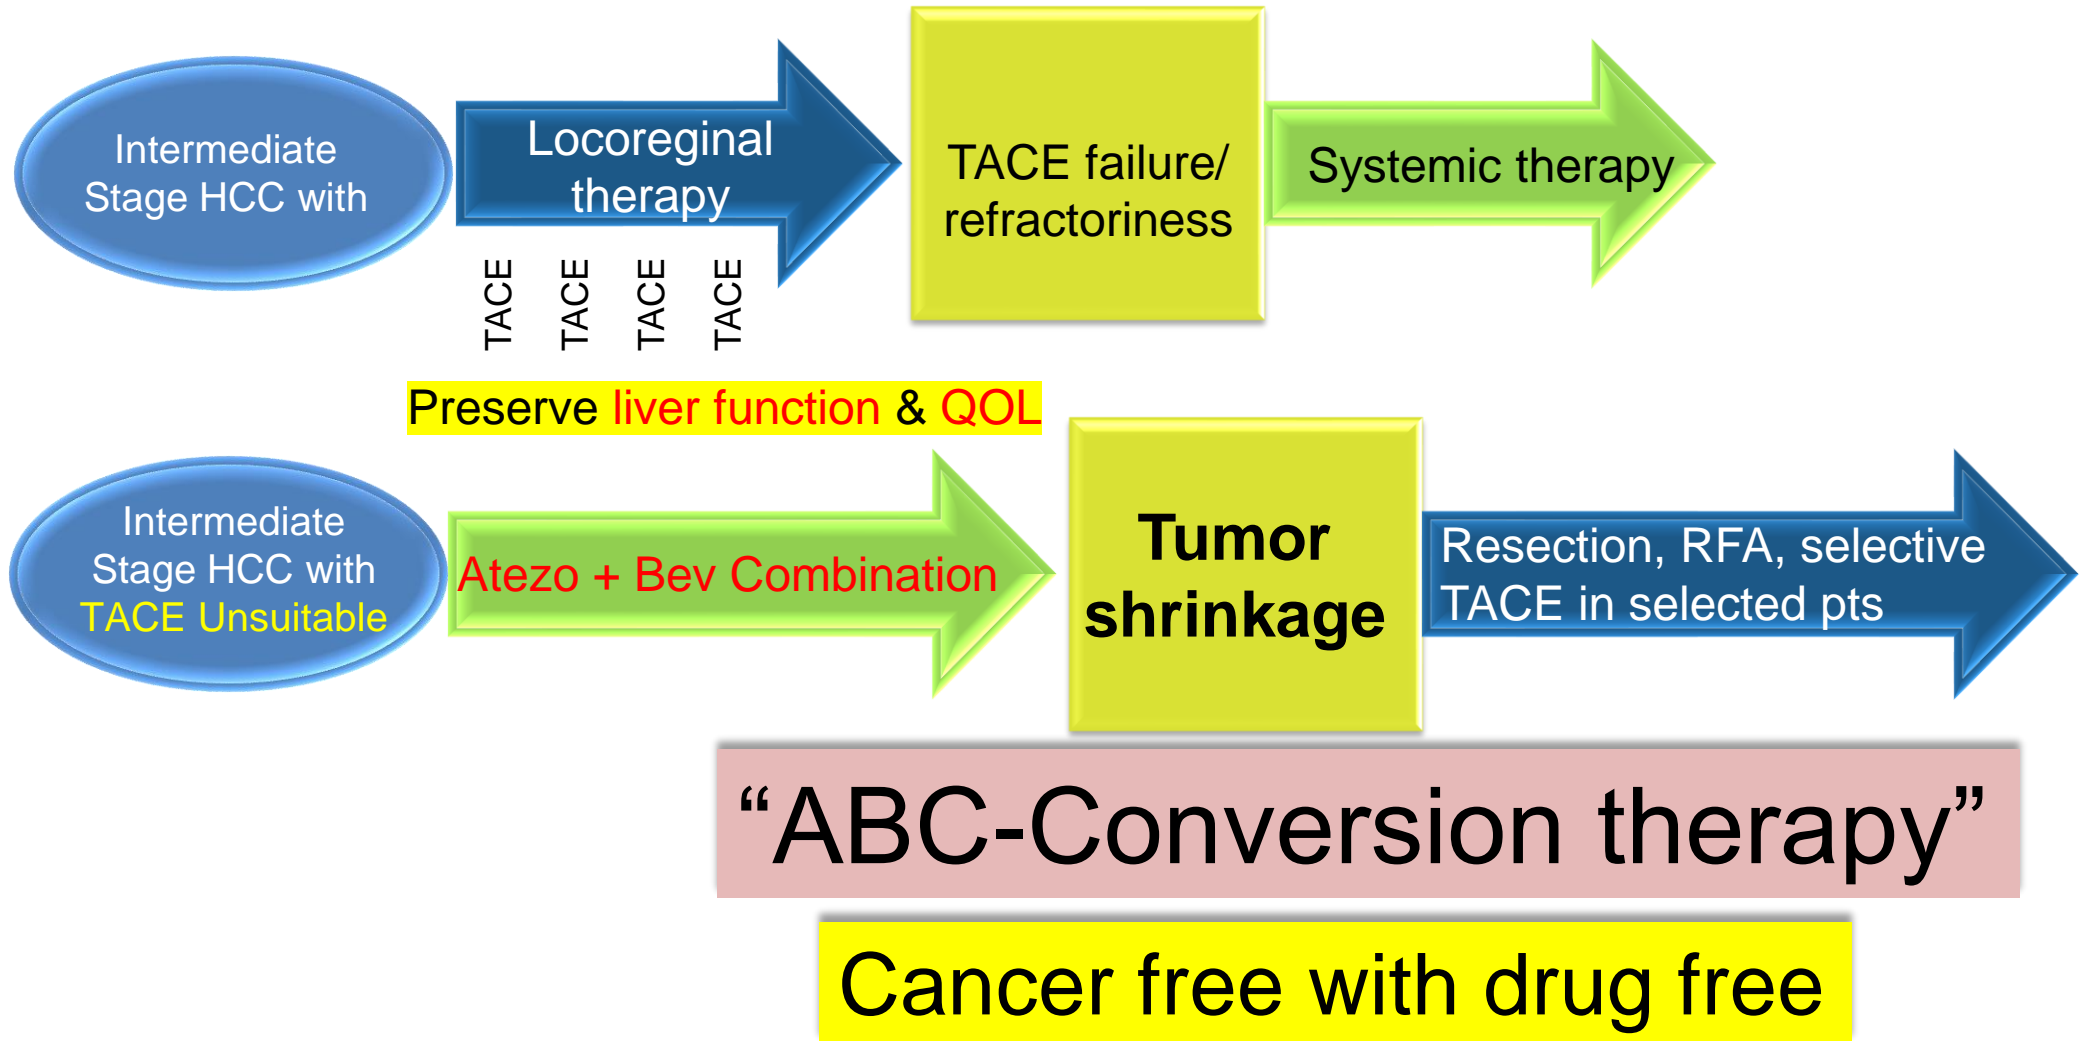 Intermediate
Stage HCC with
Locoreginal
therapy
TACE failure/
refractoriness
Systemic therapy
TACE
TACE
TACE
TACE
Preserve liver function & QOL
Intermediate
Stage HCC with
TACE Unsuitable
Atezo + Bev Combination
Tumor
shrinkage
Resection, RFA, selective
TACE in selected pts
“ABC-Conversion therapy”
Cancer free with drug free